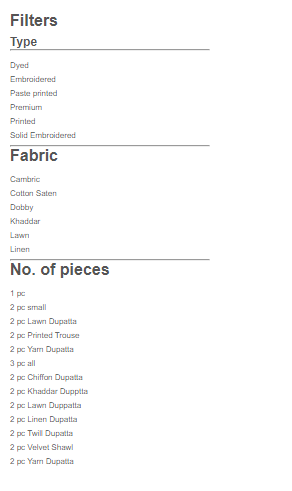 Filters
Type
Dyed
Embroidered
Paste printed
Premium
Printed
Solid Embroidered
Fabric
Cambric
Cotton Saten
Dobby
Khaddar
Lawn
Linen
No. of pieces
1 pc
2 pc small
2 pc Lawn Dupatta
2 pc Printed Trouse
2 pc Yarn Dupatta
3 pc all
2 pc Chiffon Dupatta
2 pc Khaddar Dupptta
2 pc Lawn Duppatta
2 pc Linen Dupatta
2 pc Twill Dupatta
2 pc Velvet Shawl
2 pc Yarn Dupatta